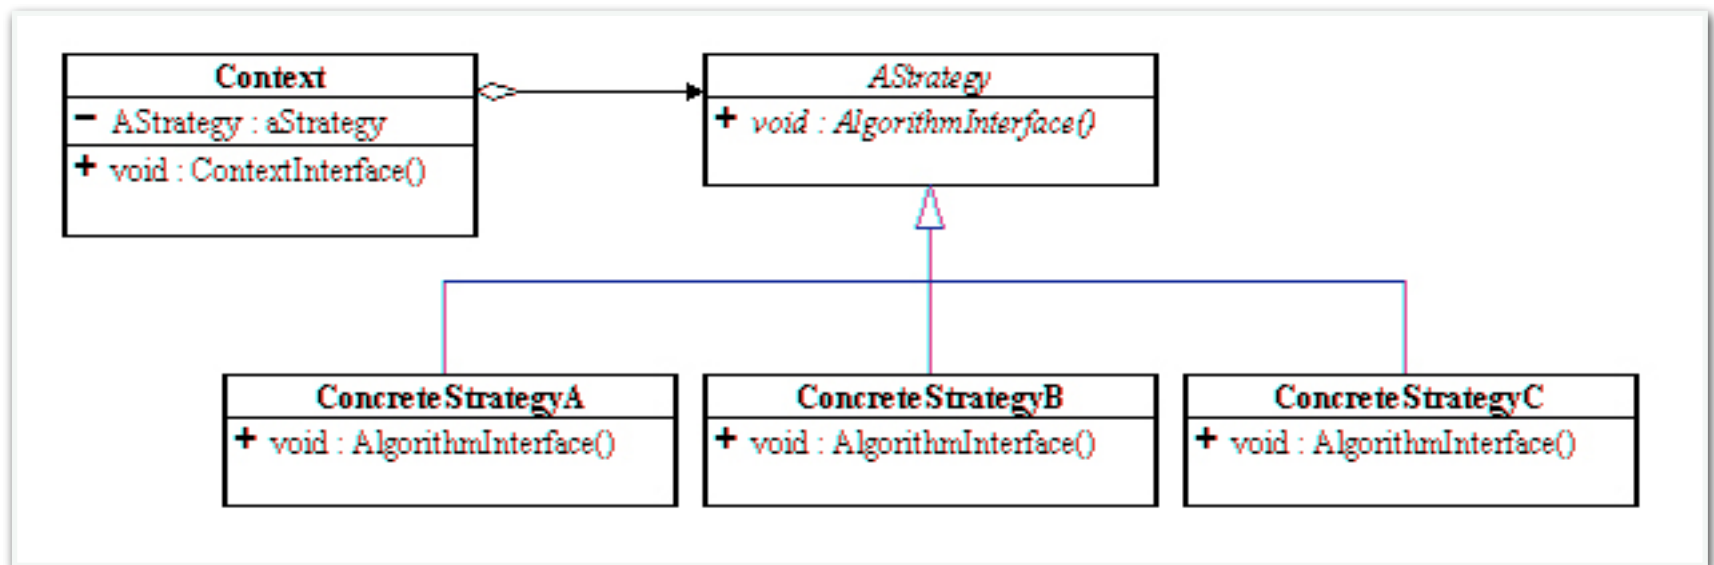 Context
- AStrategy : aStrategy
+ void : ContextInterface()
AStrategy
+ void : AlgorithmInterface()
ConcreteStrategyA
+ void : AlgorithmInterface()
ConcreteStrategyB
+ void : AlgorithmInterface()
ConcreteStrategyC
+ void : AlgorithmInterface()